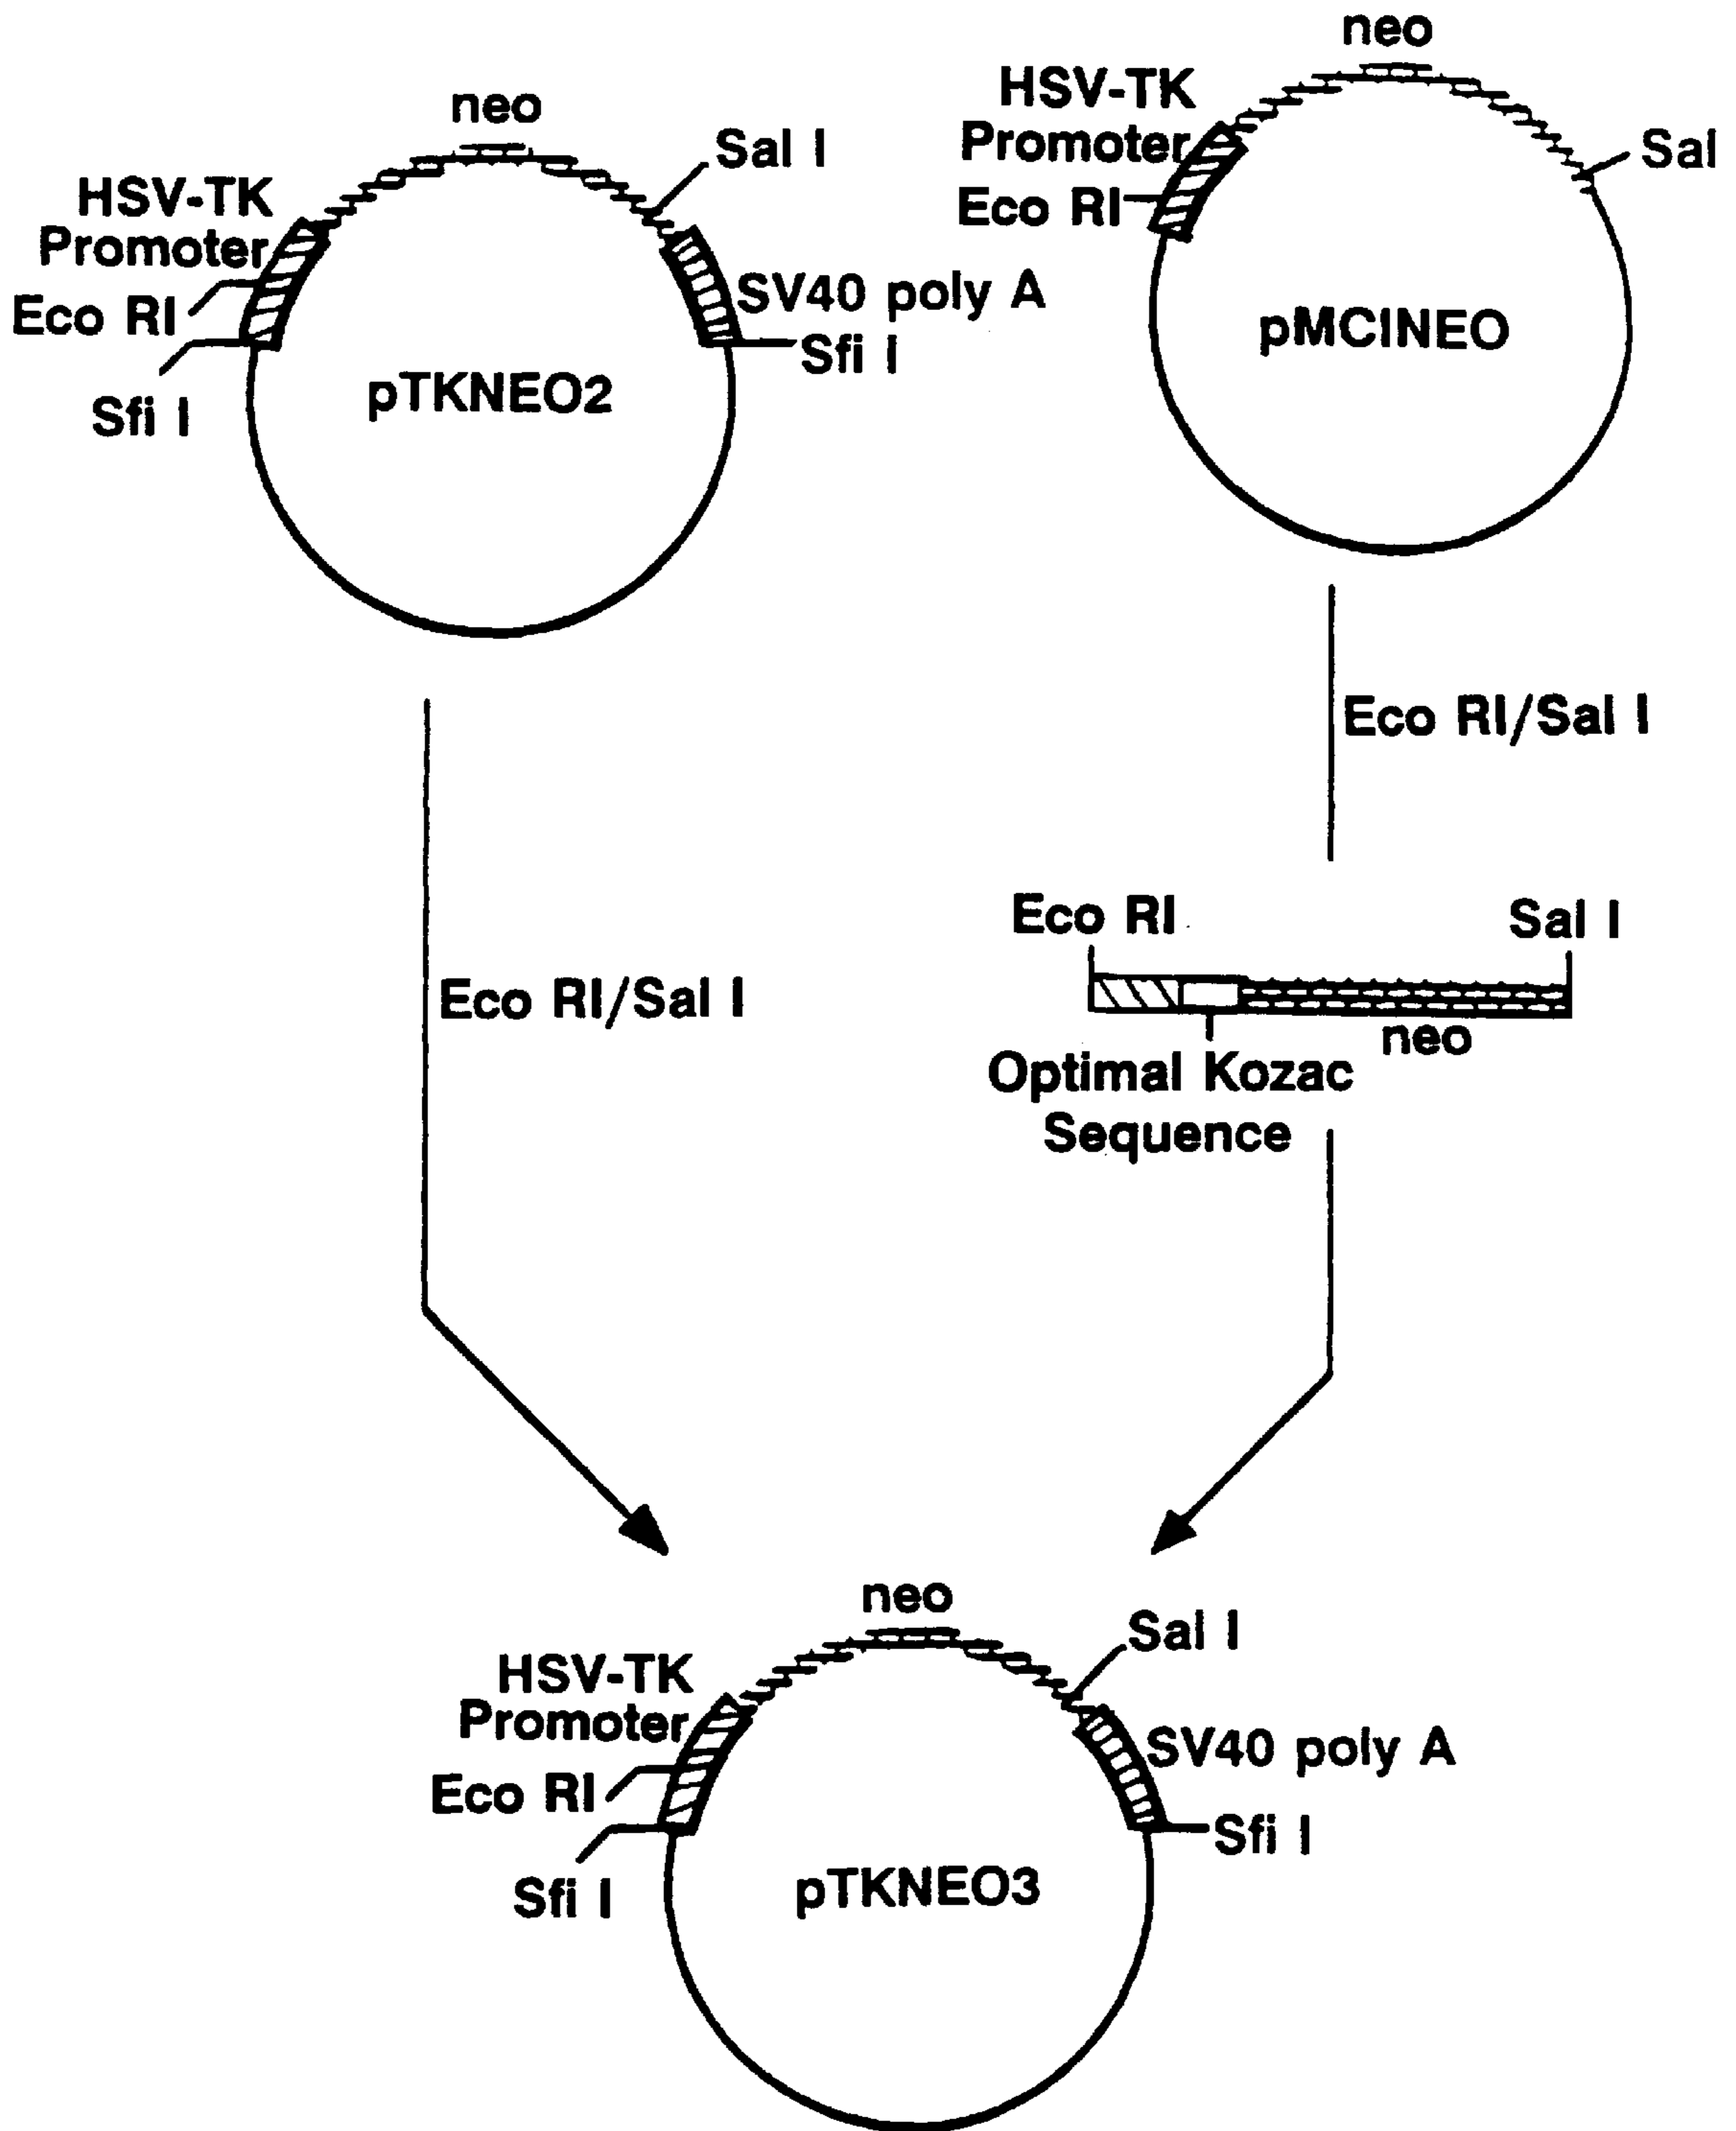 neo
HSV-TK
Promoter
Eco RI
Sfi I
Sal I
SV40 poly A
Sfi I
pTKNEO2
neo
HSV-TK
Promoter
Eco RI
Sal
pMCINEO
Eco RI/Sal I
Eco RI
Sal I
neo
Optimal Kozac
Sequence
Eco RI/Sal I
neo
HSV-TK
Promoter
Eco RI
Sfi I
Sal I
SV40 poly A
Sfi I
pTKNEO3